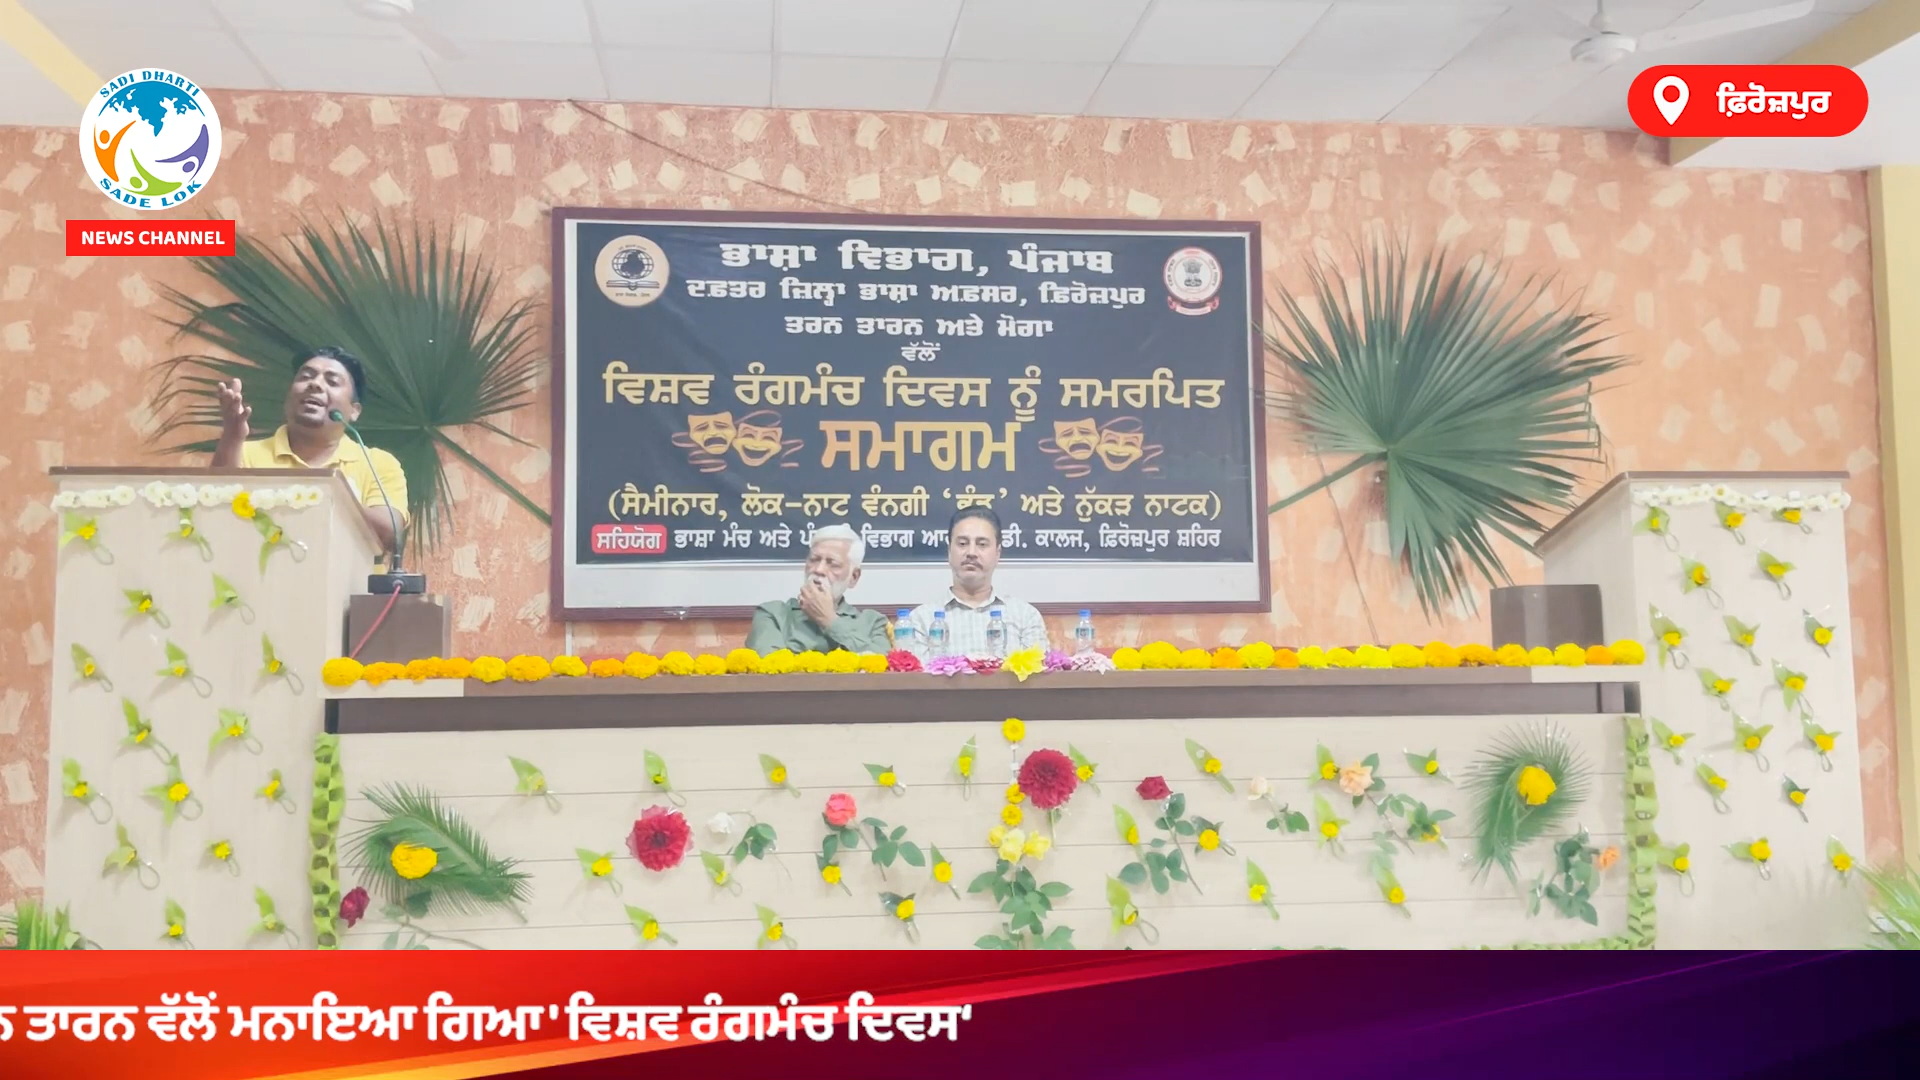 SADI DHARTI
SADE LOK
NEWS CHANNEL
ਫ਼ਿਰੋਜ਼ਪੁਰ
ਭਾਸ਼ਾ ਵਿਭਾਗ, ਪੰਜਾਬ
ਦਫ਼ਤਰ ਜ਼ਿਲ੍ਹਾ ਭਾਸ਼ਾ ਅਫ਼ਸਰ, ਫ਼ਿਰੋਜ਼ਪੁਰ
ਤਰਨ ਤਾਰਨ ਅਤੇ ਮੋਗਾ
ਵੱਲੋਂ
ਵਿਸ਼ਵ ਰੰਗਮੰਚ ਦਿਵਸ ਨੂੰ ਸਮਰਪਿਤ
ਸਮਾਗਮ
(ਸੈਮੀਨਾਰ, ਲੋਕ-ਨਾਟ ਵੰਨਗੀ ‘ਭੰਡ’ ਅਤੇ ਨੁੱਕੜ ਨਾਟਕ)
ਸਹਿਯੋਗ ਭਾਸ਼ਾ ਮੰਚ ਅਤੇ ਵਿਭਾਗ ਡੀ. ਕਾਲਜ, ਫ਼ਿਰੋਜ਼ਪੁਰ ਸ਼ਹਿਰ
ਤਾਰਨ ਵੱਲੋਂ ਮਨਾਇਆ ਗਿਆ 'ਵਿਸ਼ਵ ਰੰਗਮੰਚ ਦਿਵਸ'